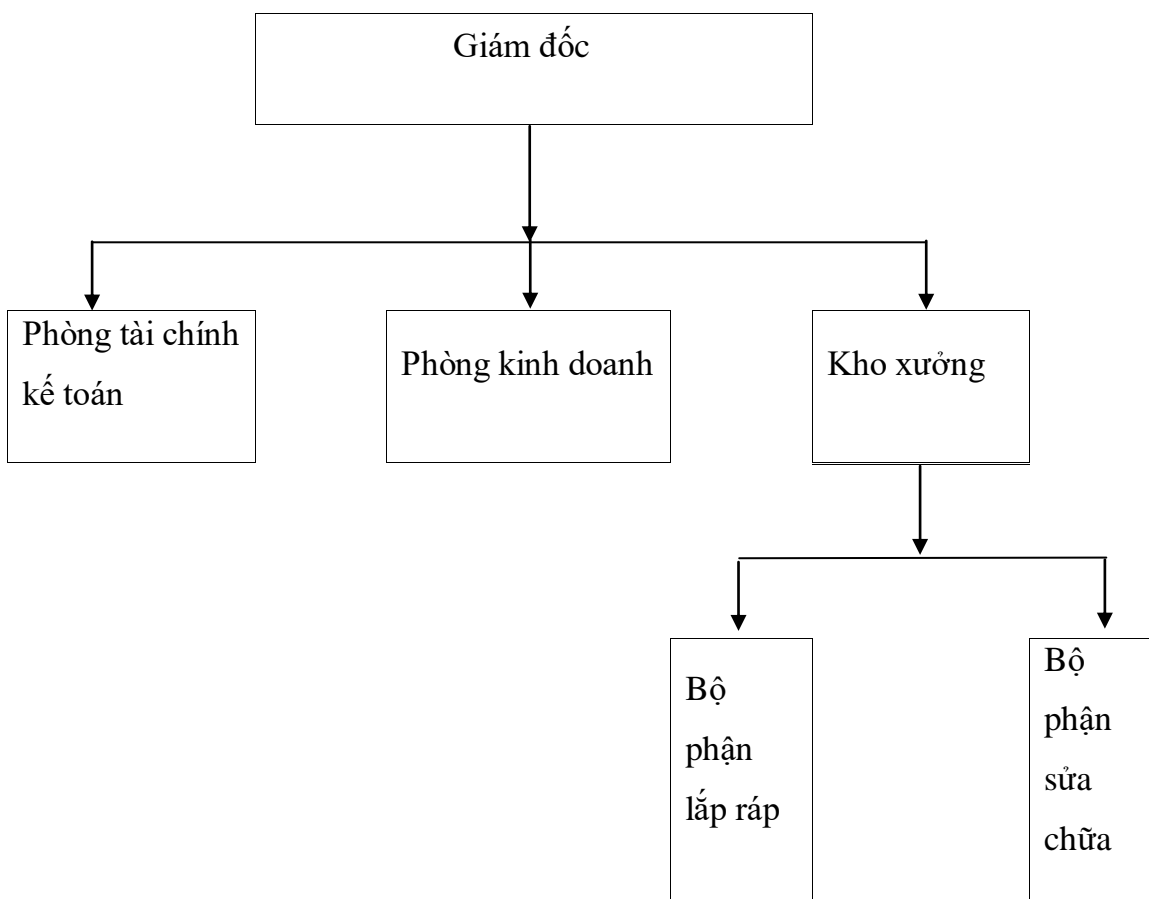 Giám đốc
Phòng tài chính
kế toán
Phòng kinh doanh
Kho xưởng
Bộ
phận
lắp ráp
Bộ
phận
sửa
chữa